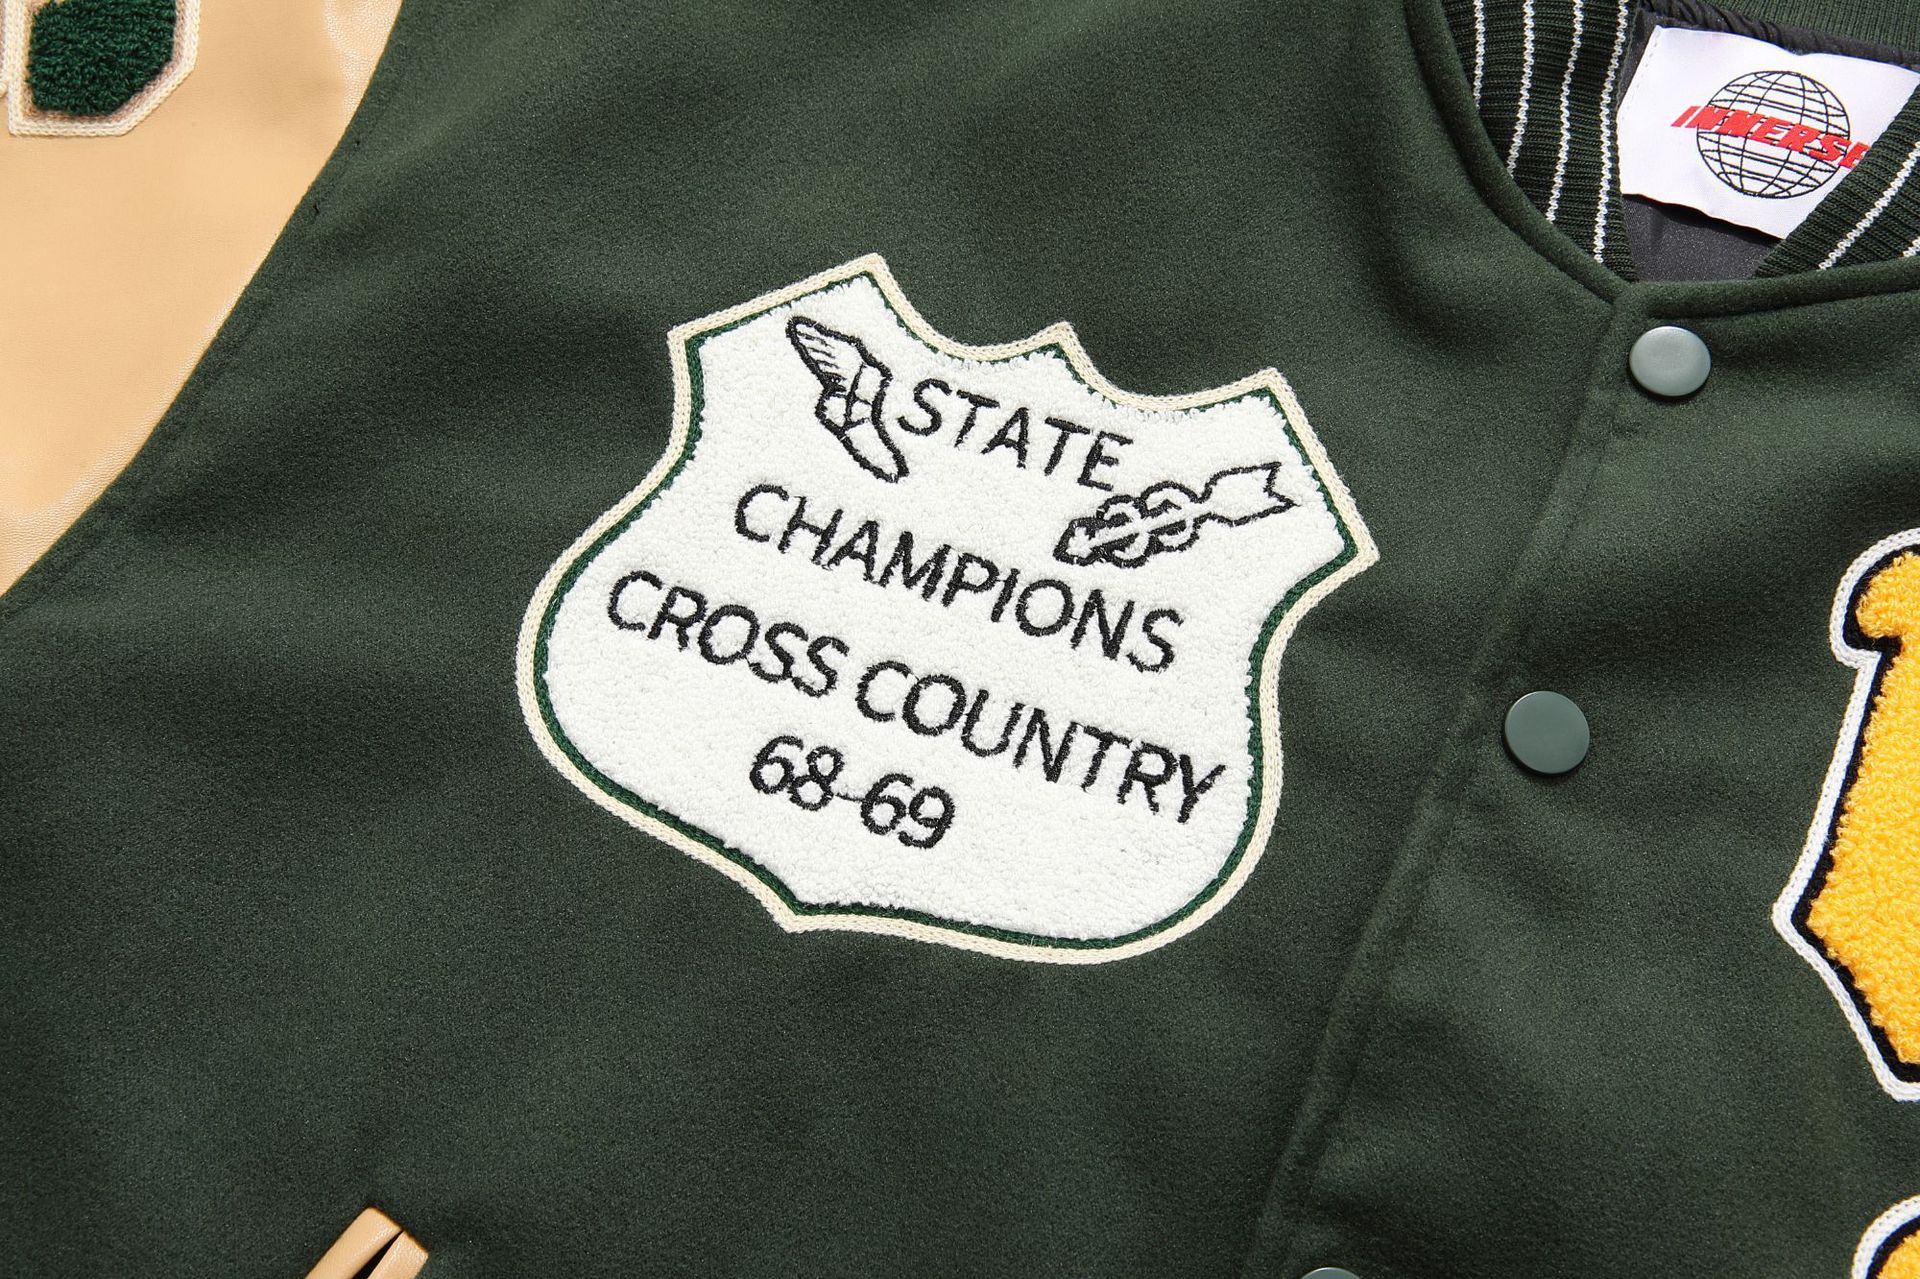 STATE
CHAMPIONS
CROSS COUNTRY
68-69